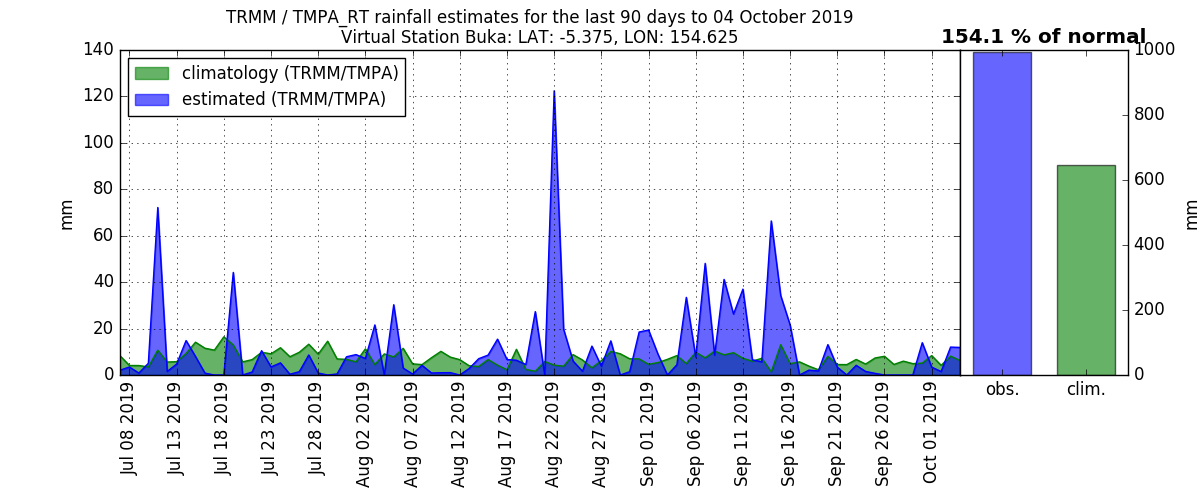 TRMM / TMPA_RT rainfall estimates for the last 90 days to 04 October 2019
Virtual Station Buka: LAT: -5.375, LON: 154.625
154.1 % of normal
climatology (TRMM/TMPA)
estimated (TRMM/TMPA)
140
120
100
80
60
40
20
0
mm
Jul 08 2019
Jul 13 2019
Jul 18 2019
Jul 23 2019
Jul 28 2019
Aug 02 2019
Aug 07 2019
Aug 12 2019
Aug 17 2019
Aug 22 2019
Aug 27 2019
Sep 01 2019
Sep 06 2019
Sep 11 2019
Sep 16 2019
Sep 21 2019
Sep 26 2019
Oct 01 2019
obs.
clim.
1000
800
600
400
200
0
mm